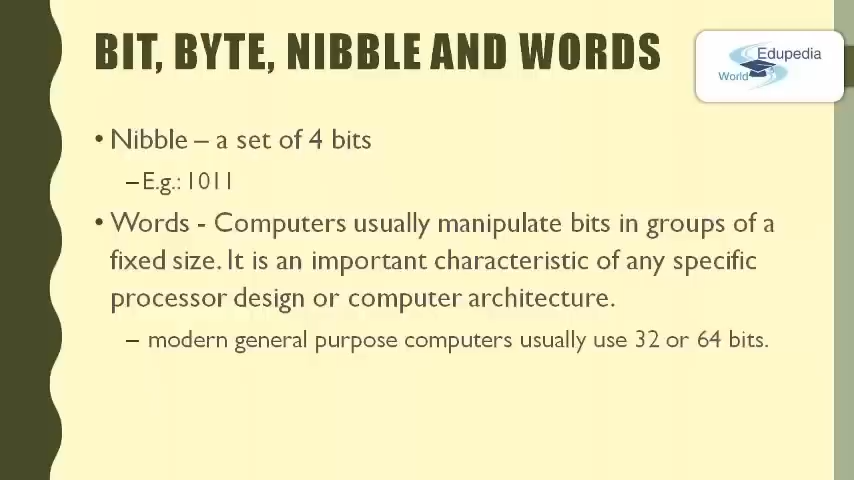 BIT, BYTE, NIBBLE AND WORDS
Edupedia
World
• Nibble – a set of 4 bits
– E.g.: 1011
• Words - Computers usually manipulate bits in groups of a
fixed size. It is an important characteristic of any specific
processor design or computer architecture.
– modern general purpose computers usually use 32 or 64 bits.